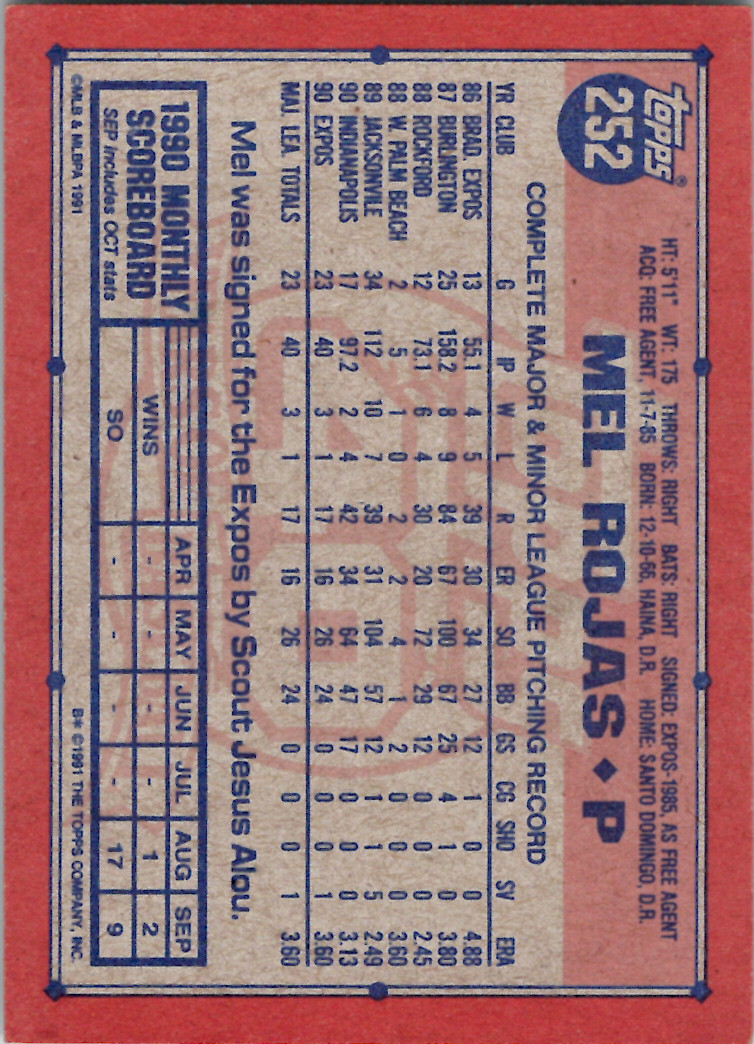 topps®
252
HT: 5'11" WT: 175 THROWS: RIGHT BATS: RIGHT SIGNED: EXPOS-1985, AS FREE AGENT
ACQ: FREE AGENT, 11-7-85 BORN: 12-10-66, HAINA, D.R. HOME: SANTO DOMINGO, D.R.
MEL ROJAS ♦ P
COMPLETE MAJOR & MINOR LEAGUE PITCHING RECORD
YR CLUB G IP W L R ER SO BB GS CG SHO SV ERA
86 BRAD. EXPOS 13 55.1 4 5 39 30 34 27 12 1 0 0 4.88
87 BURLINGTON 25 158.2 8 9 84 67 100 67 25 4 1 0 3.80
88 ROCKFORD 12 73.1 6 4 30 20 72 29 12 0 0 0 2.45
88 W. PALM BEACH 2 5 1 0 2 2 4 1 2 0 0 0 3.60
89 JACKSONVILE 34 112 10 7 39 31 104 57 12 1 1 5 2.49
90 INDIANAPOLIS 17 97.2 2 4 42 34 64 47 17 0 0 0 3.13
90 EXPOS 23 40 3 1 17 16 26 24 0 0 0 1 3.60
MAJ. LEA. TOTALS 23 40 3 1 17 16 26 24 0 0 0 1 3.60
Mel was signed for the Expos by Scout Jesus Alou.
1990 MONTHLY
SCOREBOARD
SEP Includes OCT stats
APR MAY JUN JUL AUG SEP
WINS - - - - 1 2
SO - - - - 17 9
©MLB & MLBPA 1991
B* ©1991 THE TOPPS COMPANY, INC.